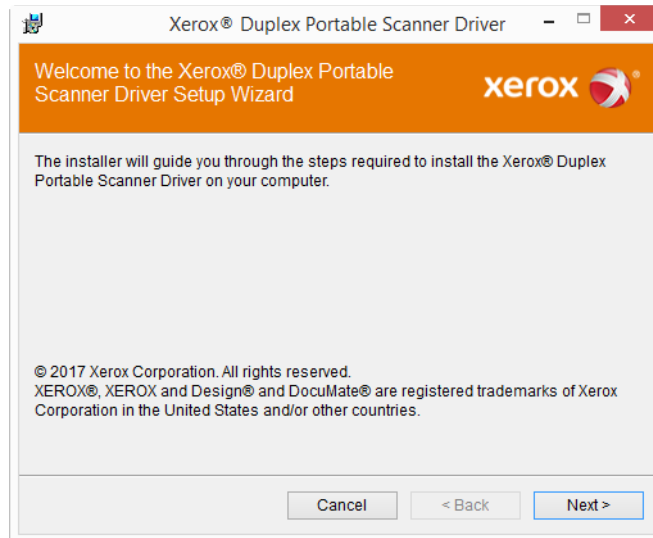 Xerox® Duplex Portable Scanner Driver
Welcome to the Xerox® Duplex Portable
Scanner Driver Setup Wizard
xerox ®
The installer will guide you through the steps required to install the Xerox® Duplex
Portable Scanner Driver on your computer.
© 2017 Xerox Corporation. All rights reserved.
XEROX®, XEROX and Design® and DocuMate® are registered trademarks of Xerox
Corporation in the United States and/or other countries.
Cancel < Back Next >